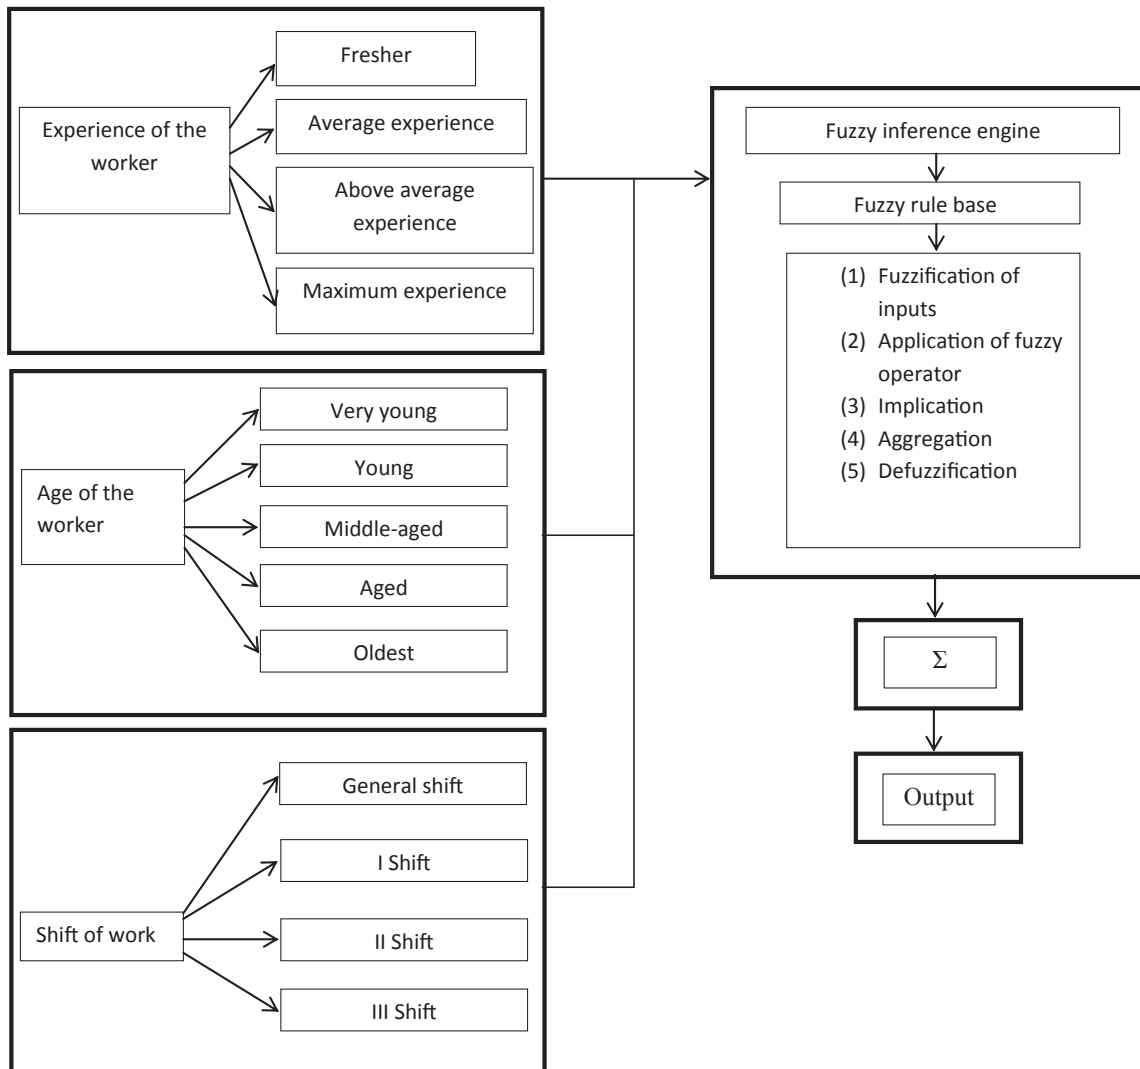 Experience of the
worker
Fresher
Average experience
Above average
experience
Maximum experience
Age of the
worker
Very young
Young
Middle-aged
Aged
Oldest
Shift of work
General shift
I Shift
II Shift
III Shift
Fuzzy inference engine
Fuzzy rule base
(1) Fuzzification of
inputs
(2) Application of fuzzy
operator
(3) Implication
(4) Aggregation
(5) Defuzzification
Σ
Output